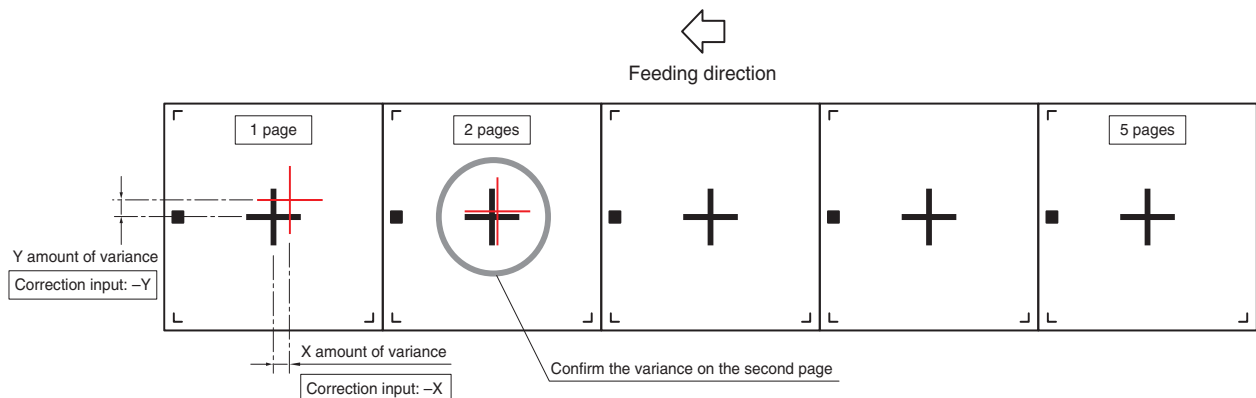 Feeding direction
1 page
2 pages
5 pages
Y amount of variance
Correction input: –Y
X amount of variance
Correction input: –X
Confirm the variance on the second page